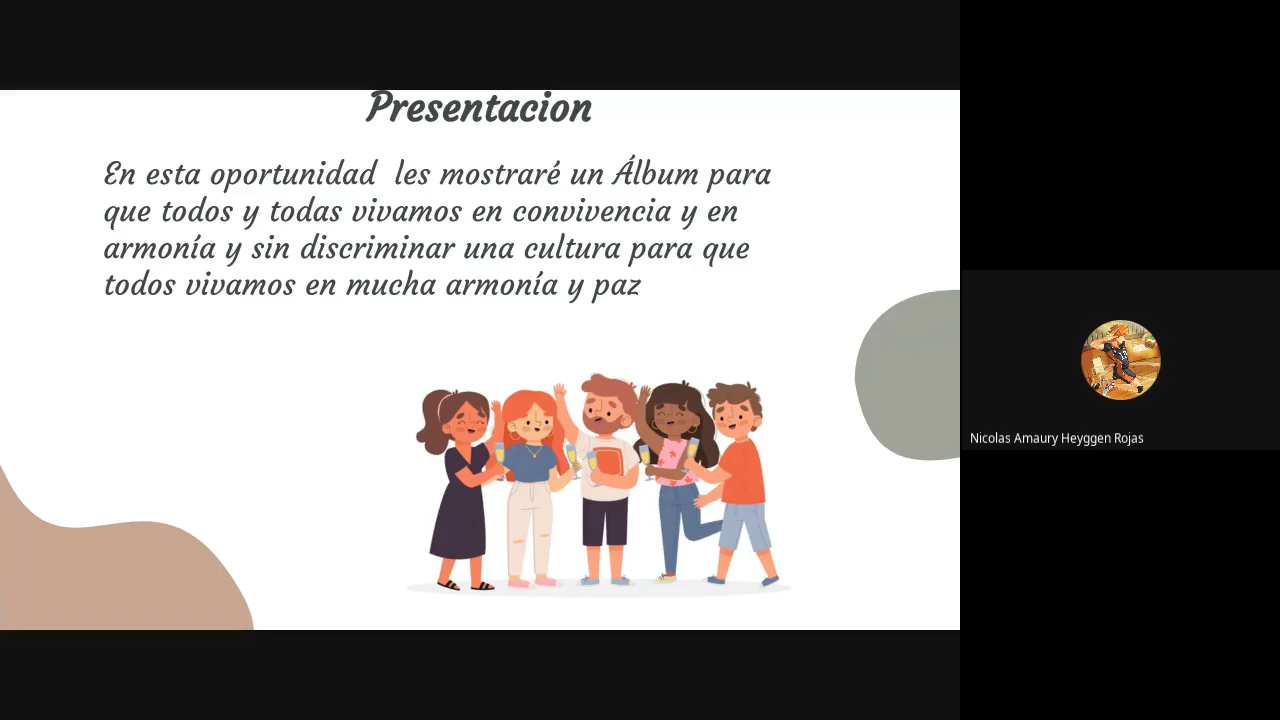 Presentacion
En esta oportunidad  les mostraré un Álbum para
que todos y todas vivamos en convivencia y en
armonía y sin discriminar una cultura para que
todos vivamos en mucha armonía y paz
Nicolas Amaury Heyggen Rojas